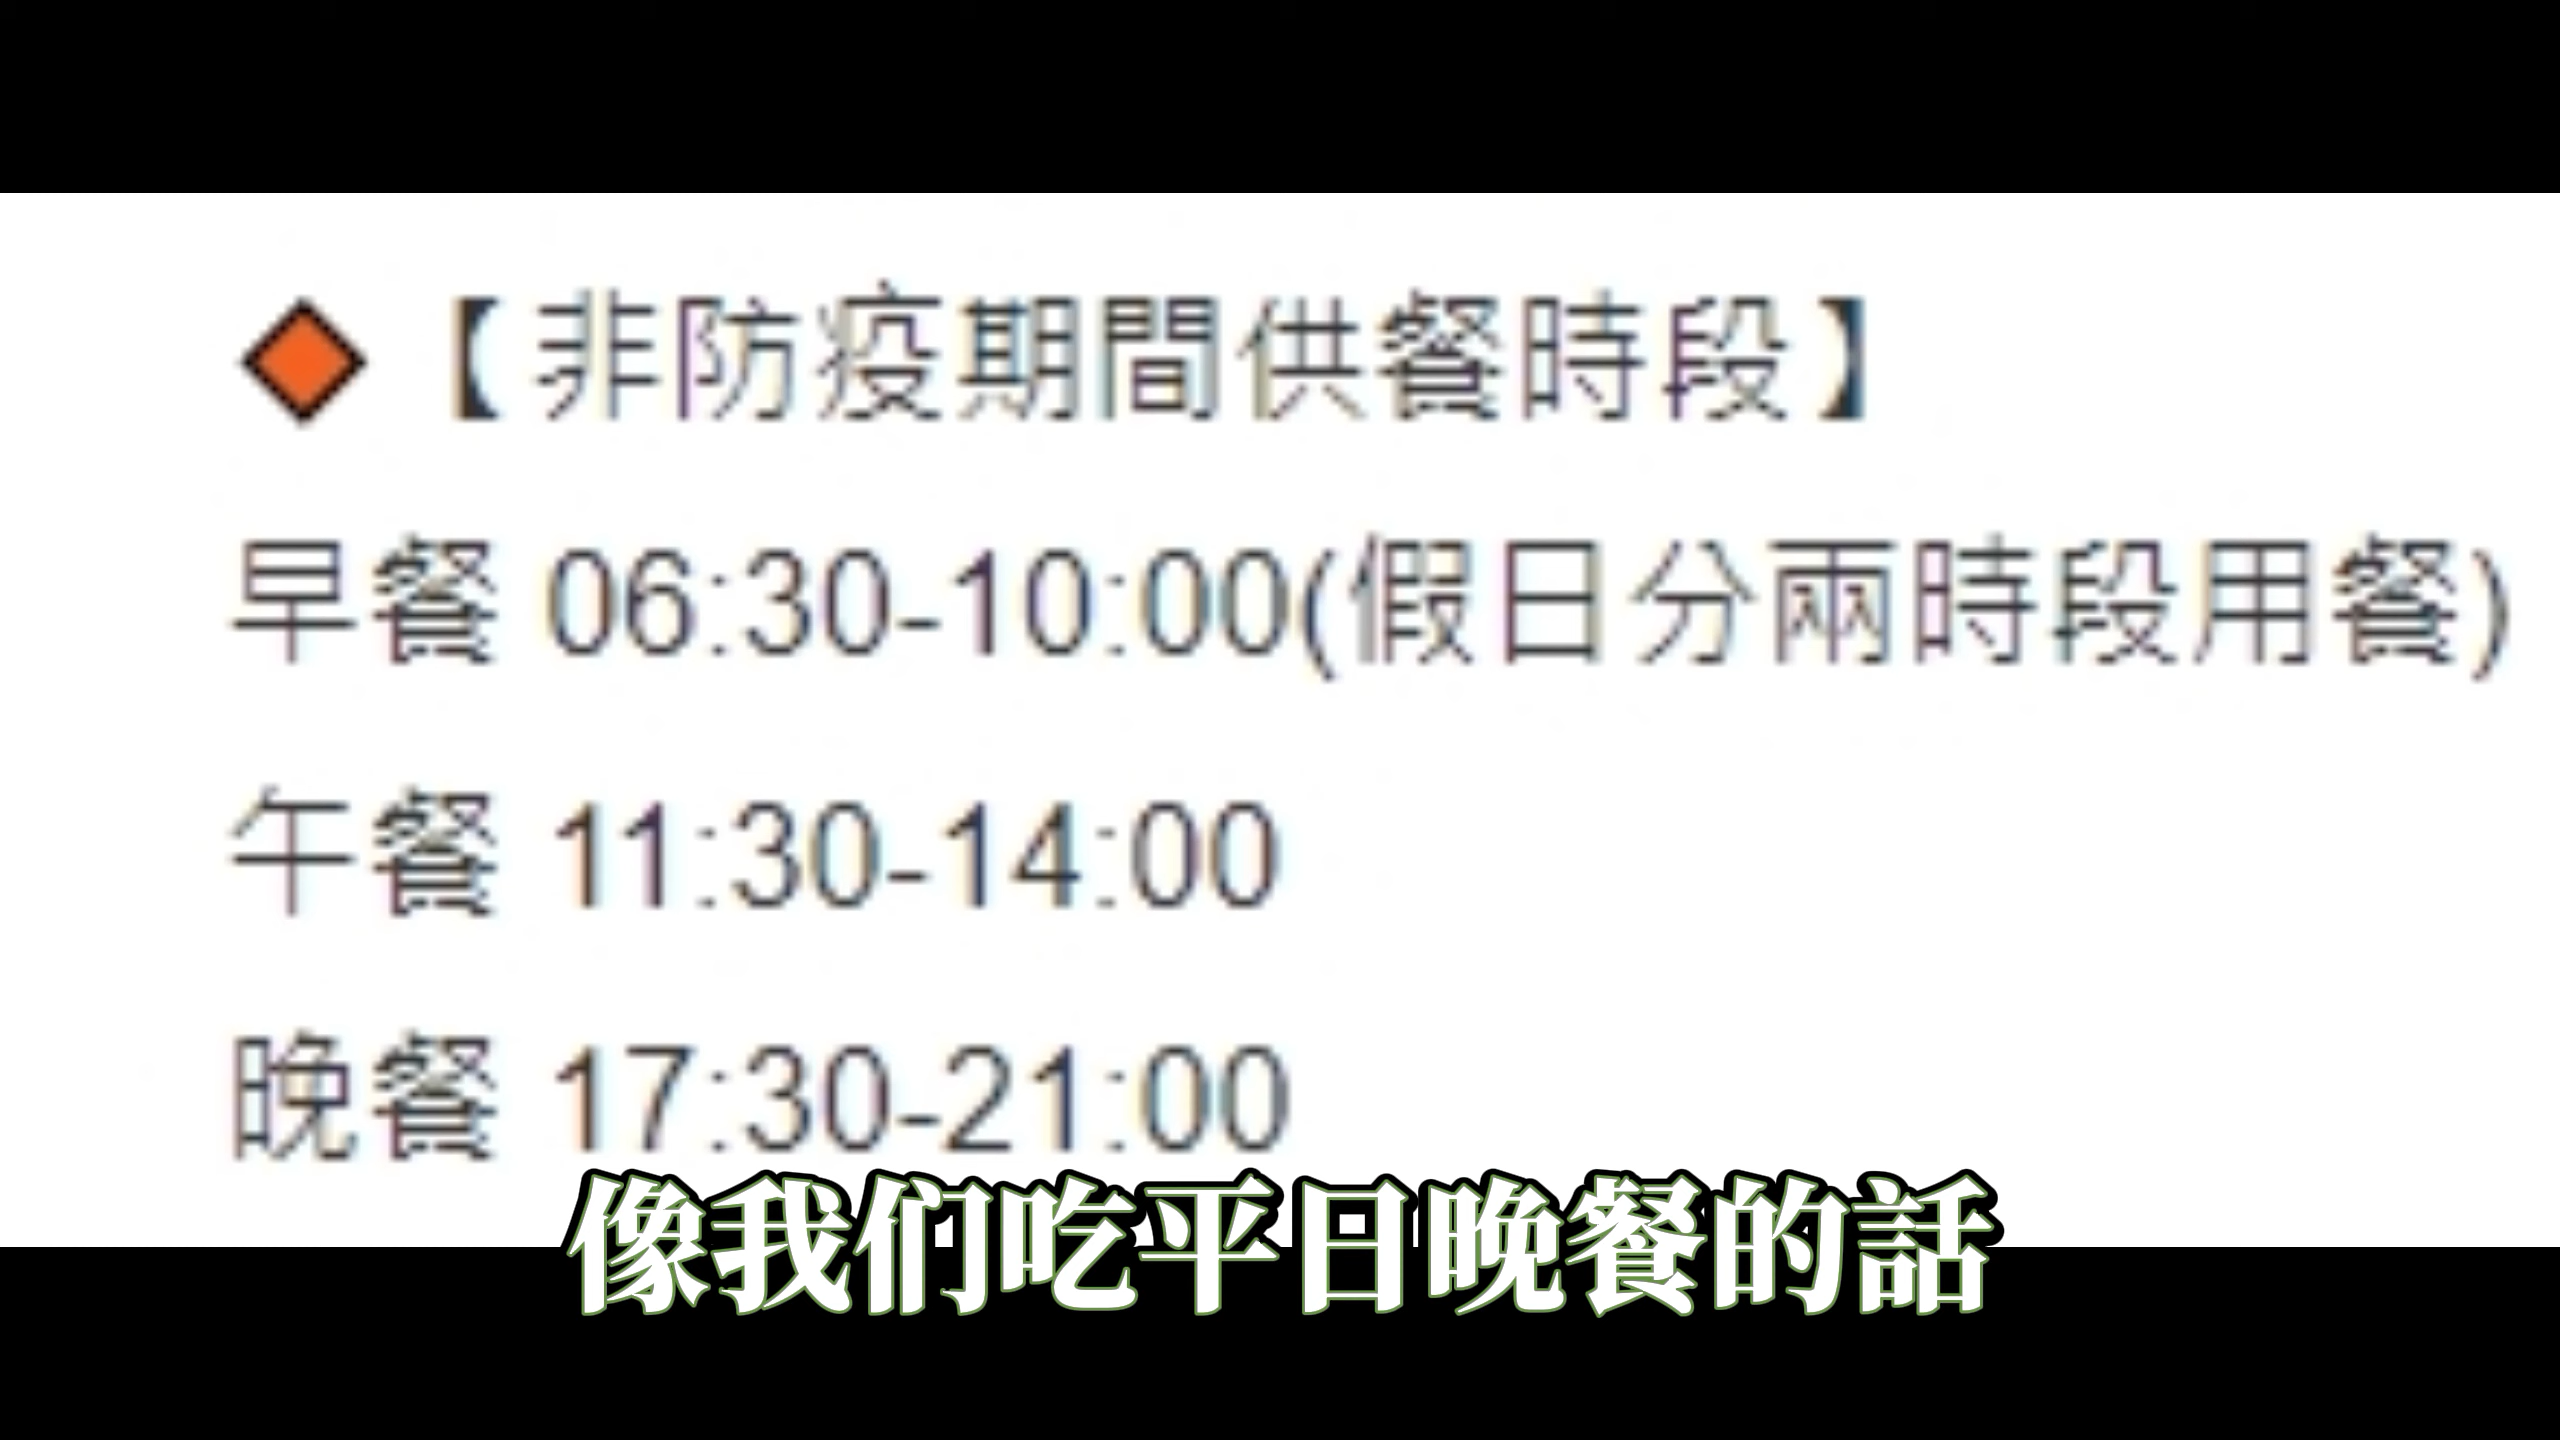 ◆【非防疫期間供餐時段】
早餐 06:30-10:00(假日分兩時段用餐)
午餐 11:30-14:00
晚餐 17:30-21:00
像我们吃平日晚餐的話